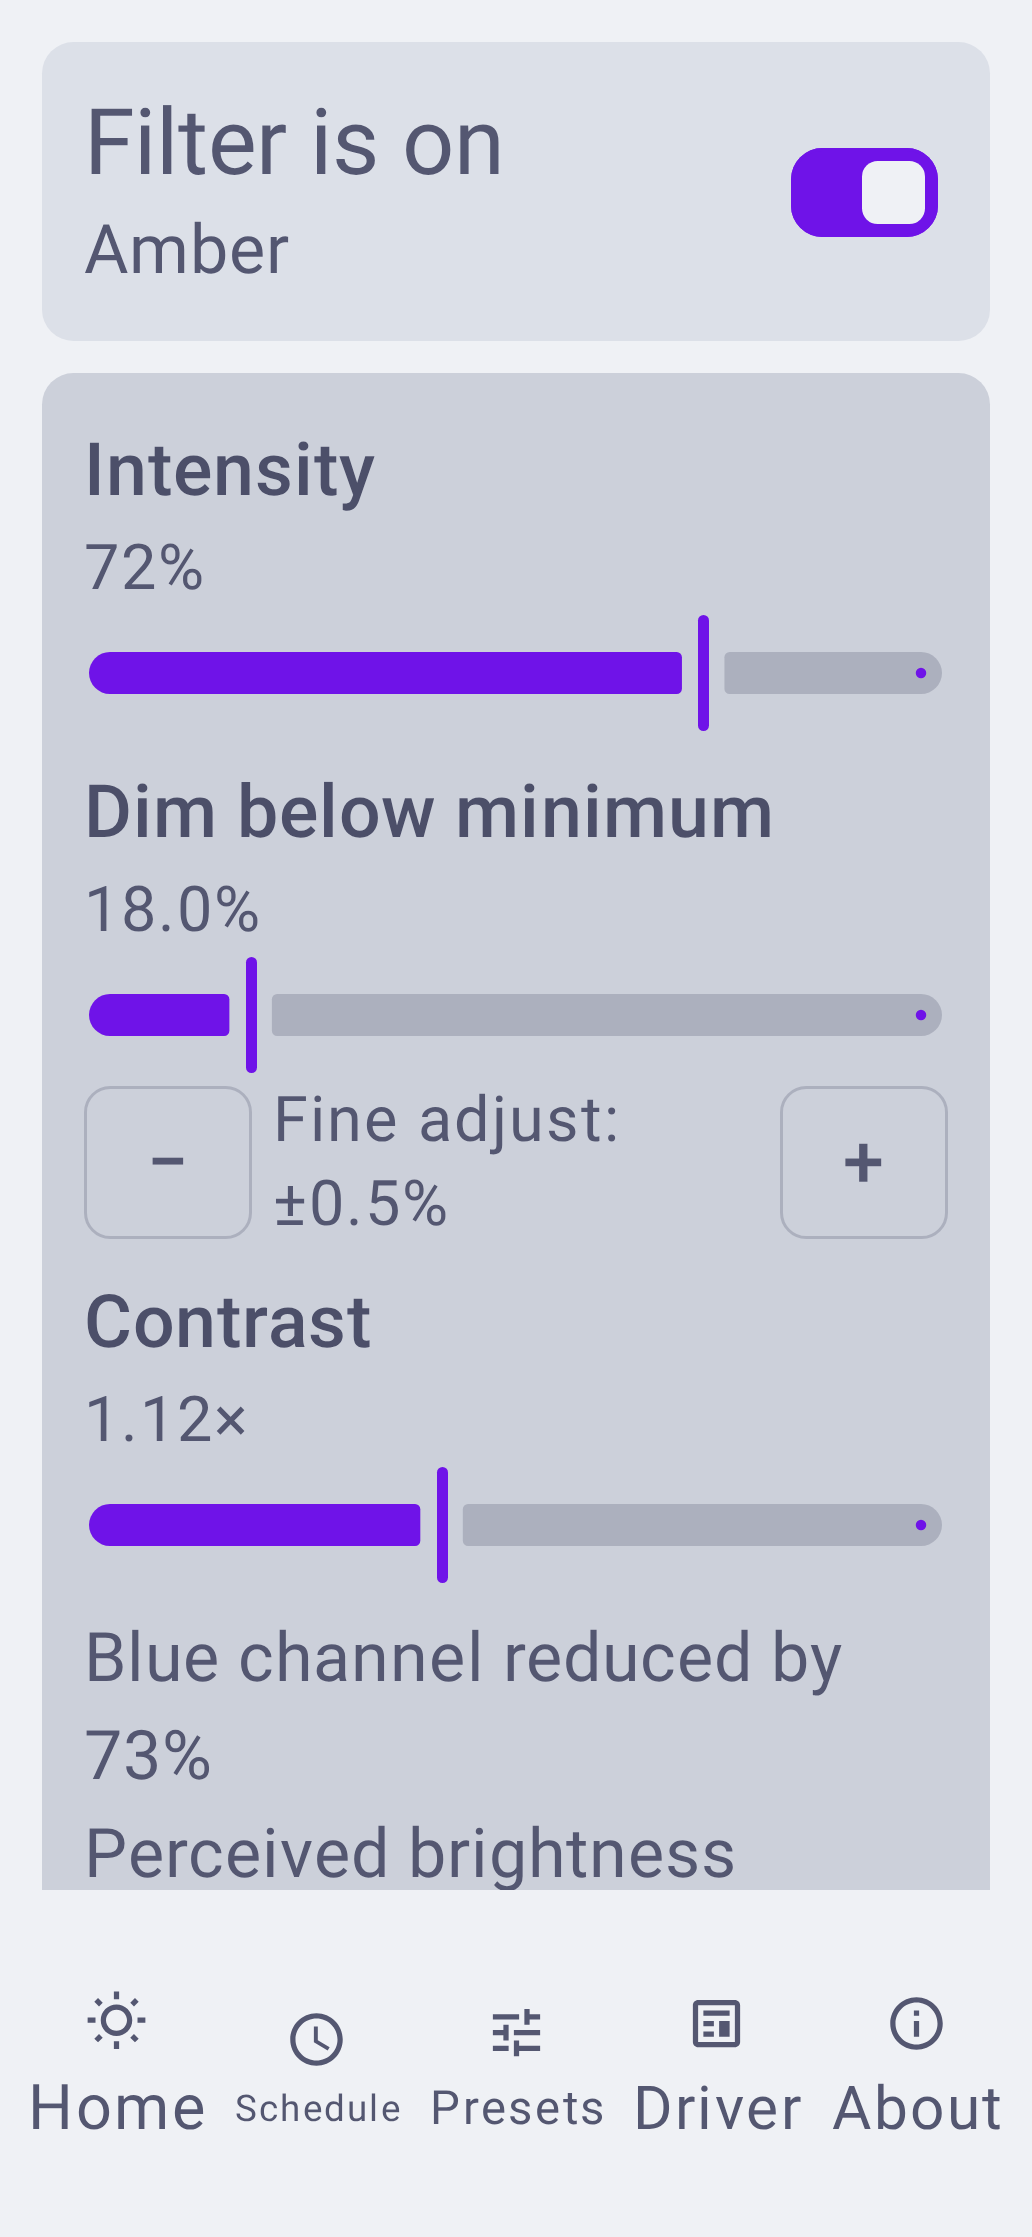 Filter is on
Amber
Intensity
72%
Dim below minimum
18.0%
−
Fine adjust:
±0.5%
+
Contrast
1.12×
Blue channel reduced by
73%
Perceived brightness
Home
Schedule
Presets
Driver
About